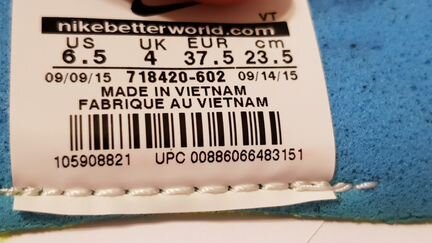 VT
nikebetterworld.com
US UK EUR cm
6.5 4 37.5 23.5
09/09/15 718420-602 09/14/15
MADE IN VIETNAM
FABRIQUE AU VIETNAM
105908821 UPC 00886066483151